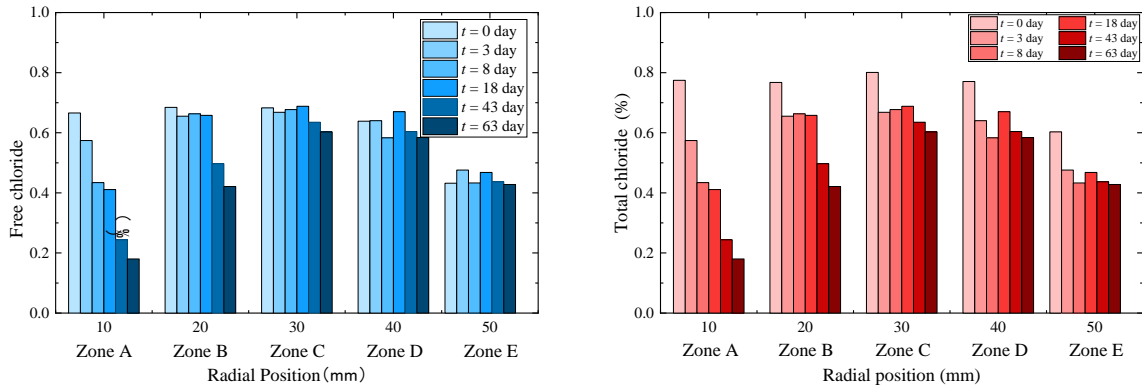 1.0
0.8
0.6
0.4
0.2
0.0
Free chloride
(%)
t = 0 day
t = 3 day
t = 8 day
t = 18 day
t = 43 day
t = 63 day
10 20 30 40 50
Zone A Zone B Zone C Zone D Zone E
Radial Position(mm)
1.0
0.8
0.6
0.4
0.2
0.0
Total chloride (%)
t = 0 day t = 18 day
t = 3 day t = 43 day
t = 8 day t = 63 day
10 20 30 40 50
Zone A Zone B Zone C Zone D Zone E
Radial position (mm)